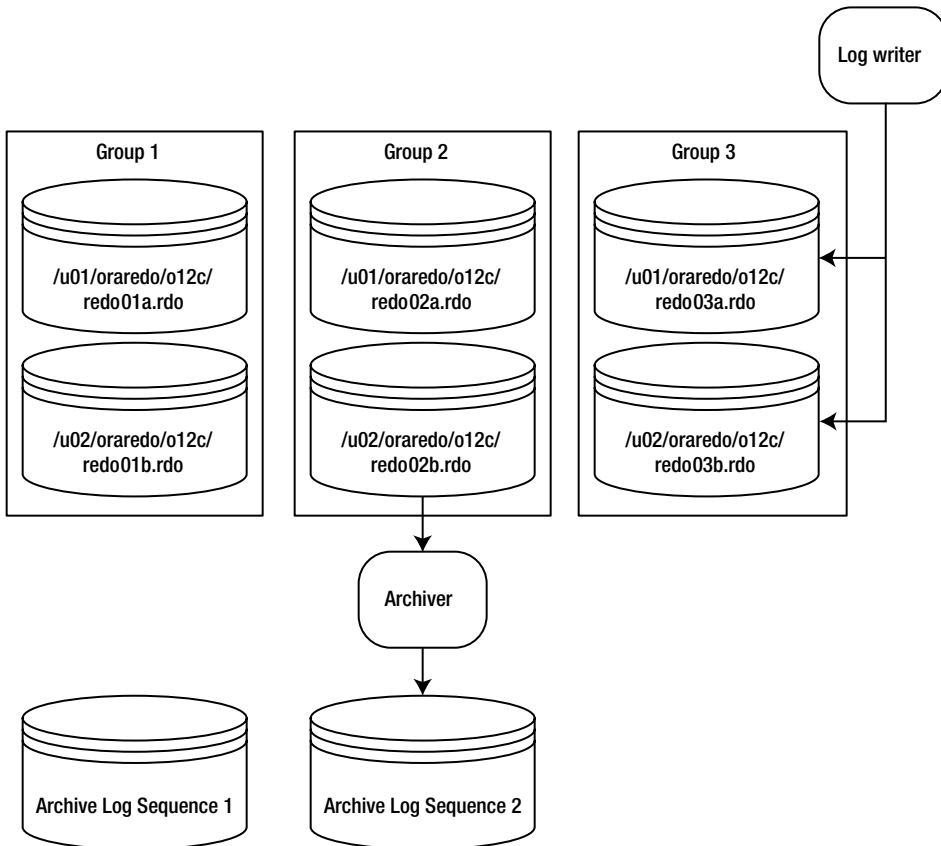 Log writer
Group 1
Group 2
Group 3
/u01/oraredo/o12c/
redo01a.rdo
/u01/oraredo/o12c/
redo02a.rdo
/u01/oraredo/o12c/
redo03a.rdo
/u02/oraredo/o12c/
redo01b.rdo
/u02/oraredo/o12c/
redo02b.rdo
/u02/oraredo/o12c/
redo03b.rdo
Archiver
Archive Log Sequence 1
Archive Log Sequence 2